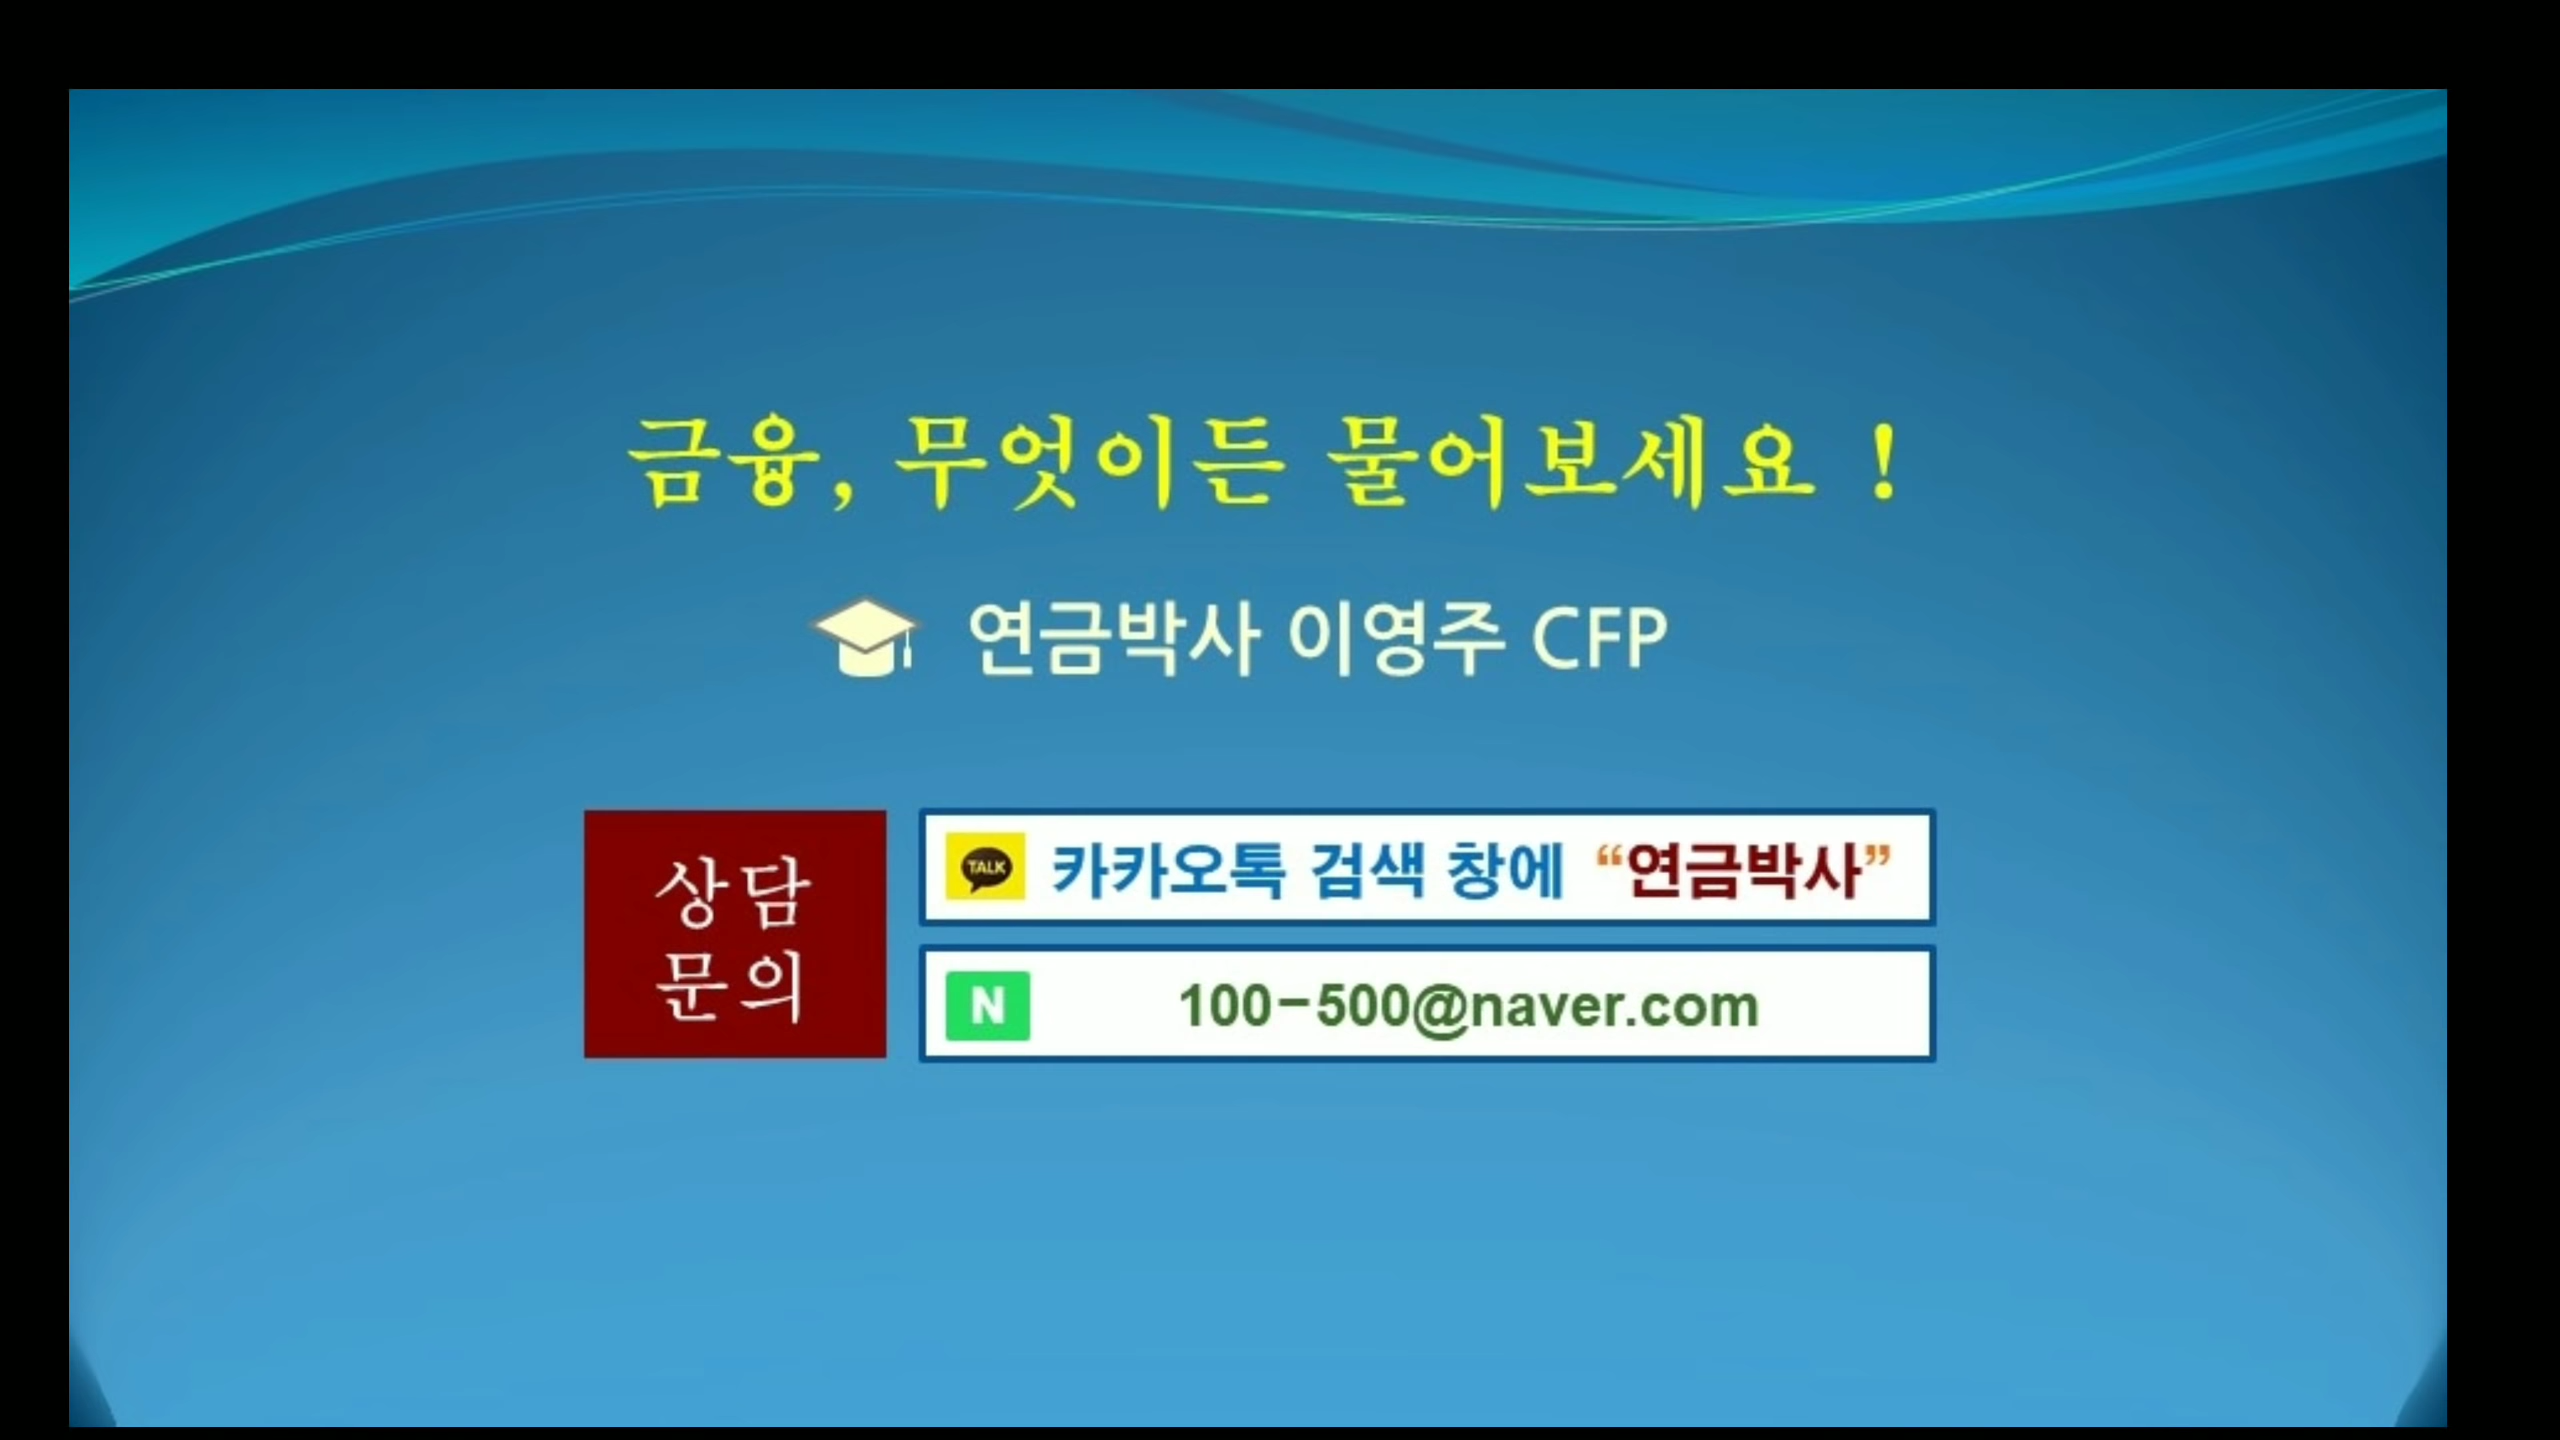 금융, 무엇이든 물어보세요 !
연금박사 이영주 CFP
상담
문의
TALK 카카오톡 검색 창에 “연금박사”
N 100-500@naver.com